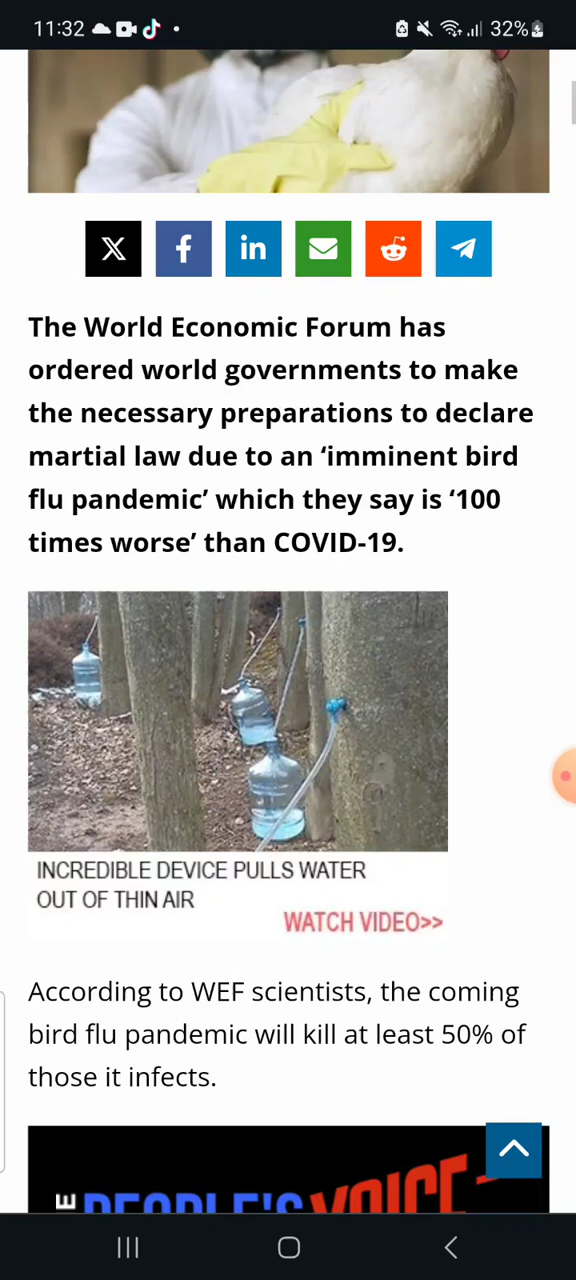 11:32
32%
X
f
in
The World Economic Forum has
ordered world governments to make
the necessary preparations to declare
martial law due to an ‘imminent bird
flu pandemic’ which they say is ‘100
times worse’ than COVID-19.
INCREDIBLE DEVICE PULLS WATER
OUT OF THIN AIR
WATCH VIDEO>>
According to WEF scientists, the coming
bird flu pandemic will kill at least 50% of
those it infects.
PEOPLE'S VOICE